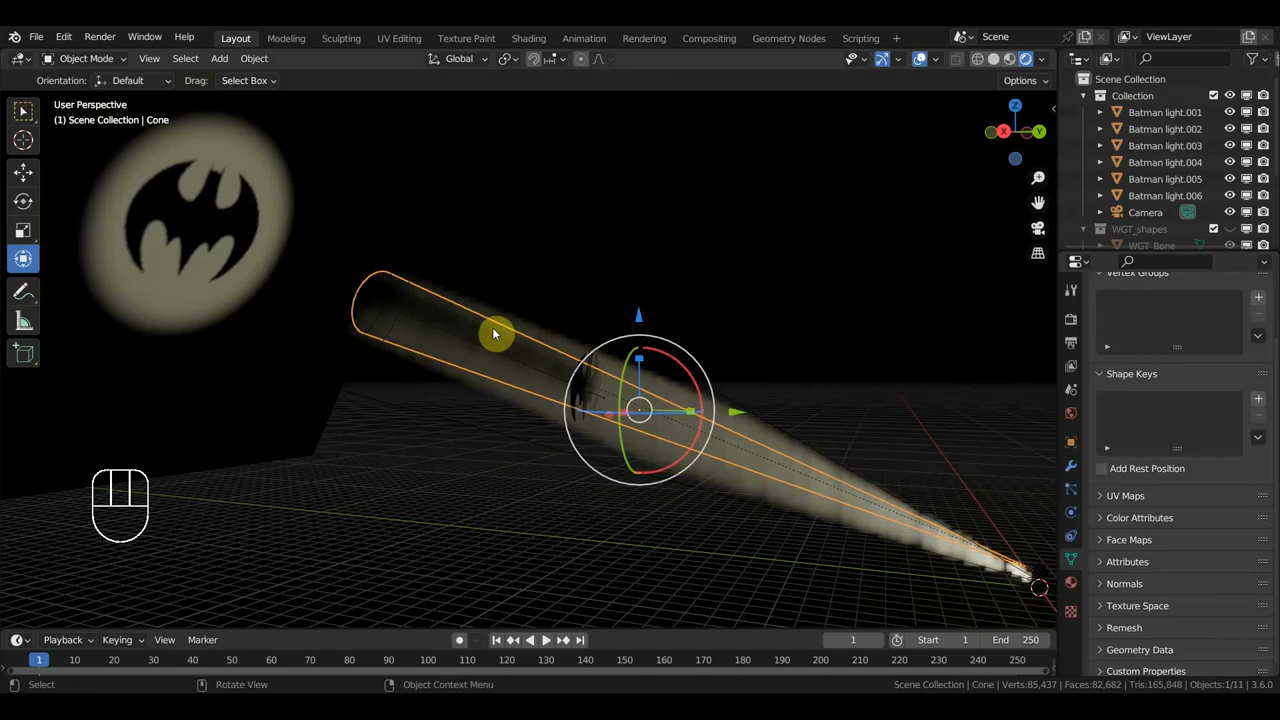 File Edit Render Window Help Layout Modeling Sculpting UV Editing Texture Paint Shading Animation Rendering Compositing Geometry Nodes Scripting + Scene ViewLayer
Object Mode View Select Add Object Global
Orientation: Default Drag: Select Box Options
User Perspective
(1) Scene Collection | Cone
X
Y
Z
Scene Collection
Collection
Batman light.001
Batman light.002
Batman light.003
Batman light.004
Batman light.005
Batman light.006
Camera
WGT_shapes
WGT_Bone
Vertex Groups
Shape Keys
Add Rest Position
UV Maps
Color Attributes
Face Maps
Attributes
Normals
Texture Space
Remesh
Geometry Data
Custom Properties
Playback Keying View Marker 1 Start 1 End 250
1 10 20 30 40 50 60 70 80 90 100 110 120 130 140 150 160 170 180 190 200 210 220 230 240 250
Select Rotate View Object Context Menu Scene Collection | Cone | Verts:85,437 | Faces:82,682 | Tris:165,848 | Objects:1/11 | 3.6.0